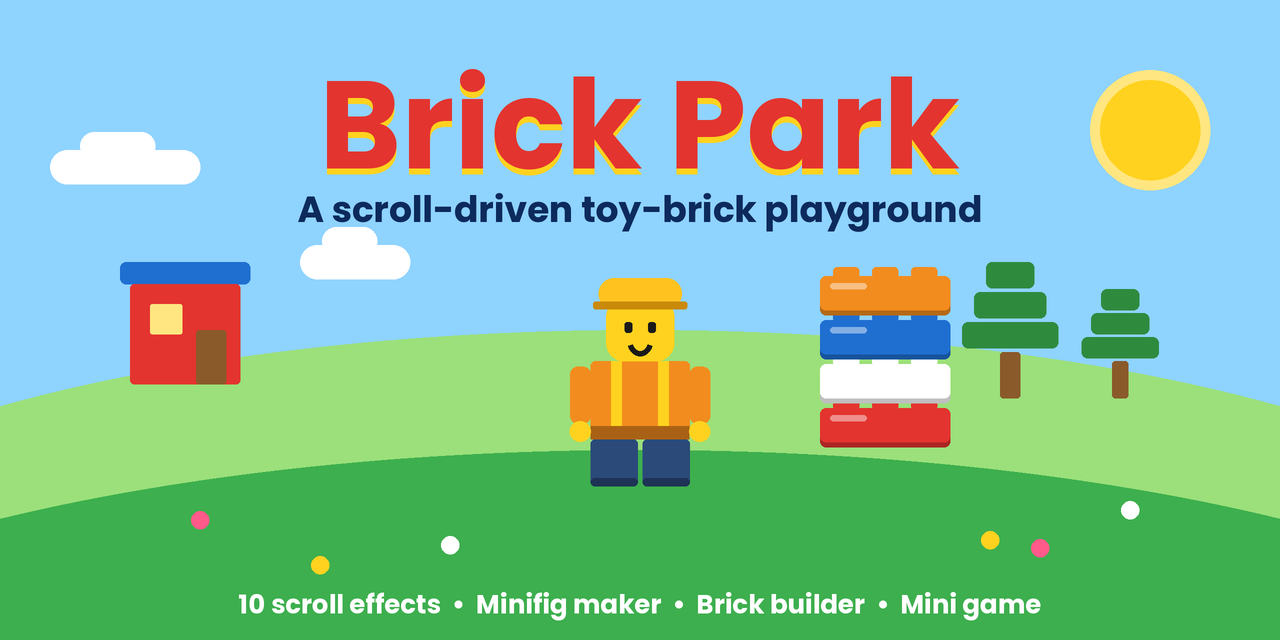 Brick Park
A scroll-driven toy-brick playground
10 scroll effects • Minifig maker • Brick builder • Mini game